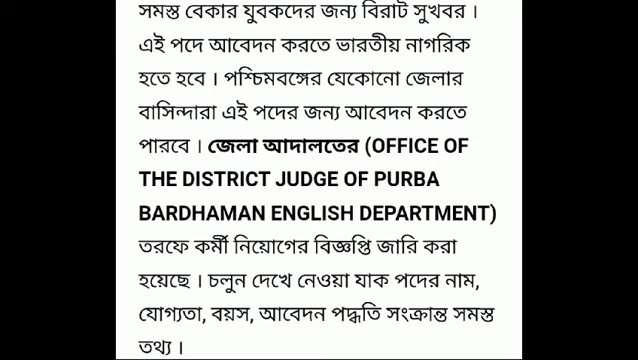 সমস্ত বেকার যুবকদের জন্য বিরাট সুখবর ।
এই পদে আবেদন করতে ভারতীয় নাগরিক
হতে হবে । পশ্চিমবঙ্গের যেকোনো জেলার
বাসিন্দারা এই পদের জন্য আবেদন করতে
পারবে । জেলা আদালতের (OFFICE OF
THE DISTRICT JUDGE OF PURBA
BARDHAMAN ENGLISH DEPARTMENT)
তরফে কর্মী নিয়োগের বিজ্ঞপ্তি জারি করা
হয়েছে । চলুন দেখে নেওয়া যাক পদের নাম,
যোগ্যতা, বয়স, আবেদন পদ্ধতি সংক্রান্ত সমস্ত
তথ্য ।